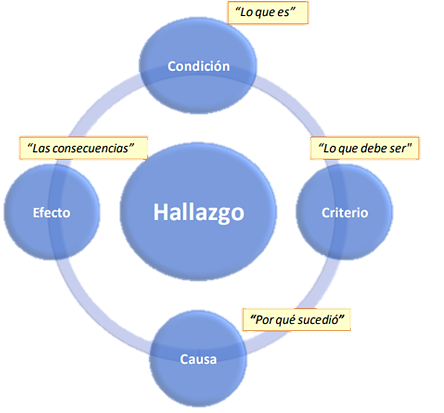 “Lo que es”
Condición
“Las consecuencias”
“Lo que debe ser"
Efecto
Hallazgo
Criterio
“Por qué sucedió”
Causa